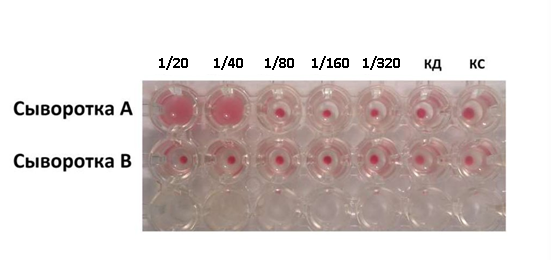 1/20 1/40 1/80 1/160 1/320 КД КС
Сыворотка А
Сыворотка В